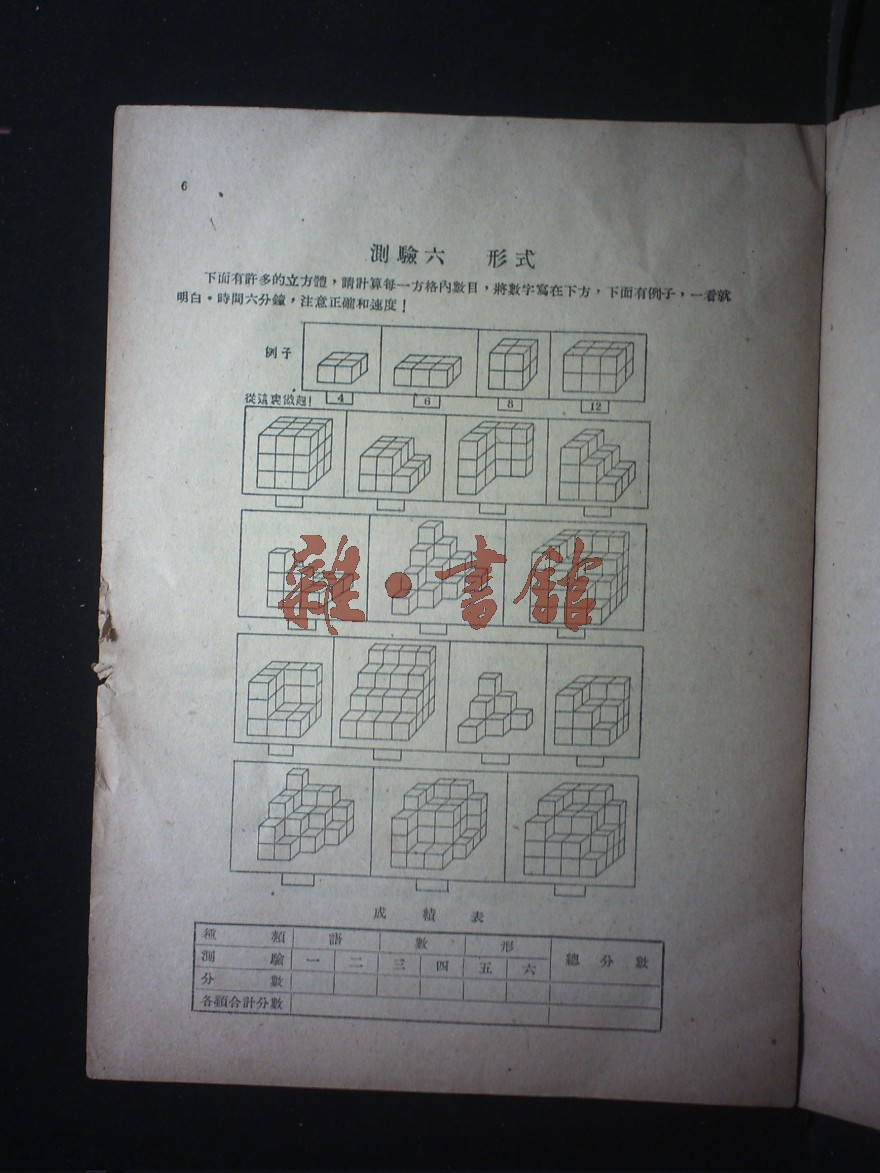 6
測驗六 形式
下面有許多的立方體，請計算每一方格內數目，將數字寫在下方，下面有例子，一看就
明白。時間六分鐘，注意正確和速度！
例子
4 6 8 12
從這裏做起！
雜·書館
成績表
種類 語 數 形 總分數
測驗 一 二 三 四 五 六
分數
各類合計分數